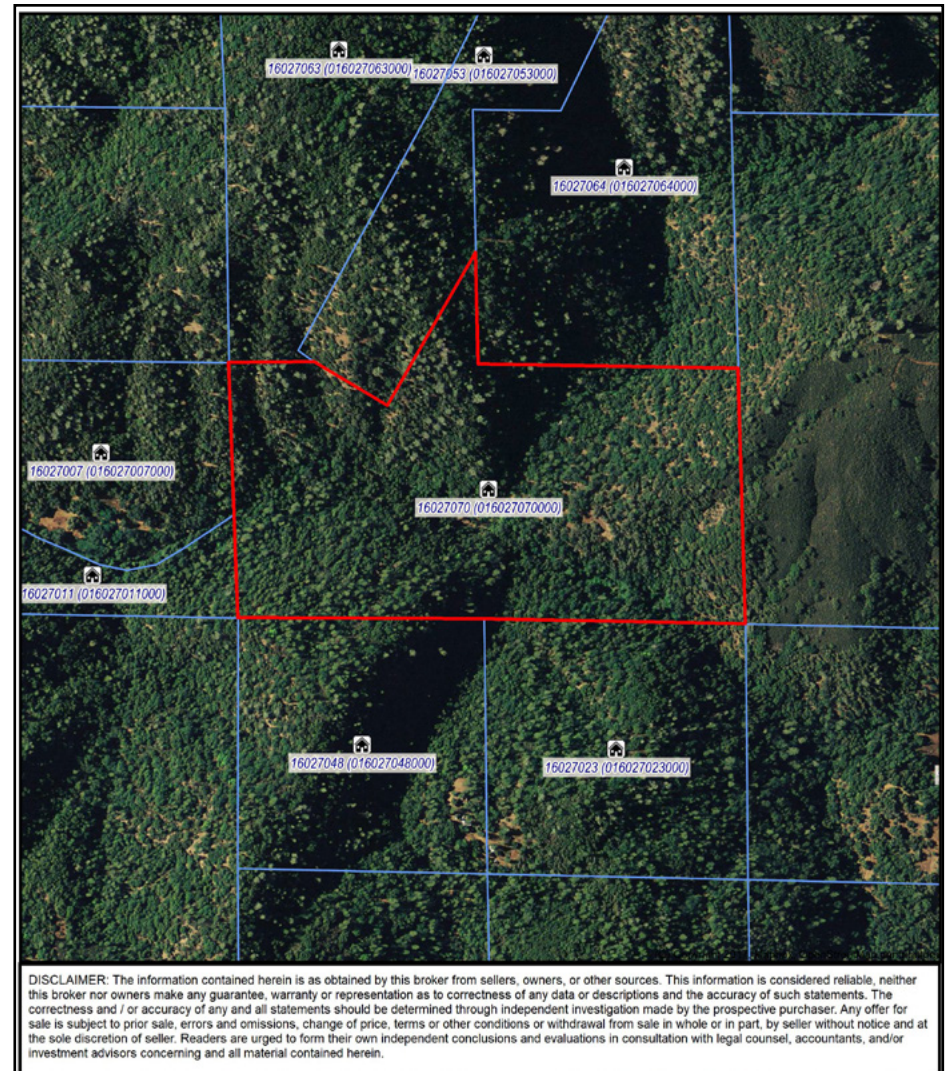 16027063 (016027063000)
16027053 (016027053000)
16027064 (016027064000)
16027007 (016027007000)
16027070 (016027070000)
16027011 (016027011000)
16027048 (016027048000)
16027023 (016027023000)
DISCLAIMER: The information contained herein is as obtained by this broker from sellers, owners, or other sources. This information is considered reliable, neither
this broker nor owners make any guarantee, warranty or representation as to correctness of any data or descriptions and the accuracy of such statements. The
correctness and / or accuracy of any and all statements should be determined through independent investigation made by the prospective purchaser. Any offer for
sale is subject to prior sale, errors and omissions, change of price, terms or other conditions or withdrawal from sale in whole or in part, by seller without notice and at
the sole discretion of seller. Readers are urged to form their own independent conclusions and evaluations in consultation with legal counsel, accountants, and/or
investment advisors concerning and all material contained herein.